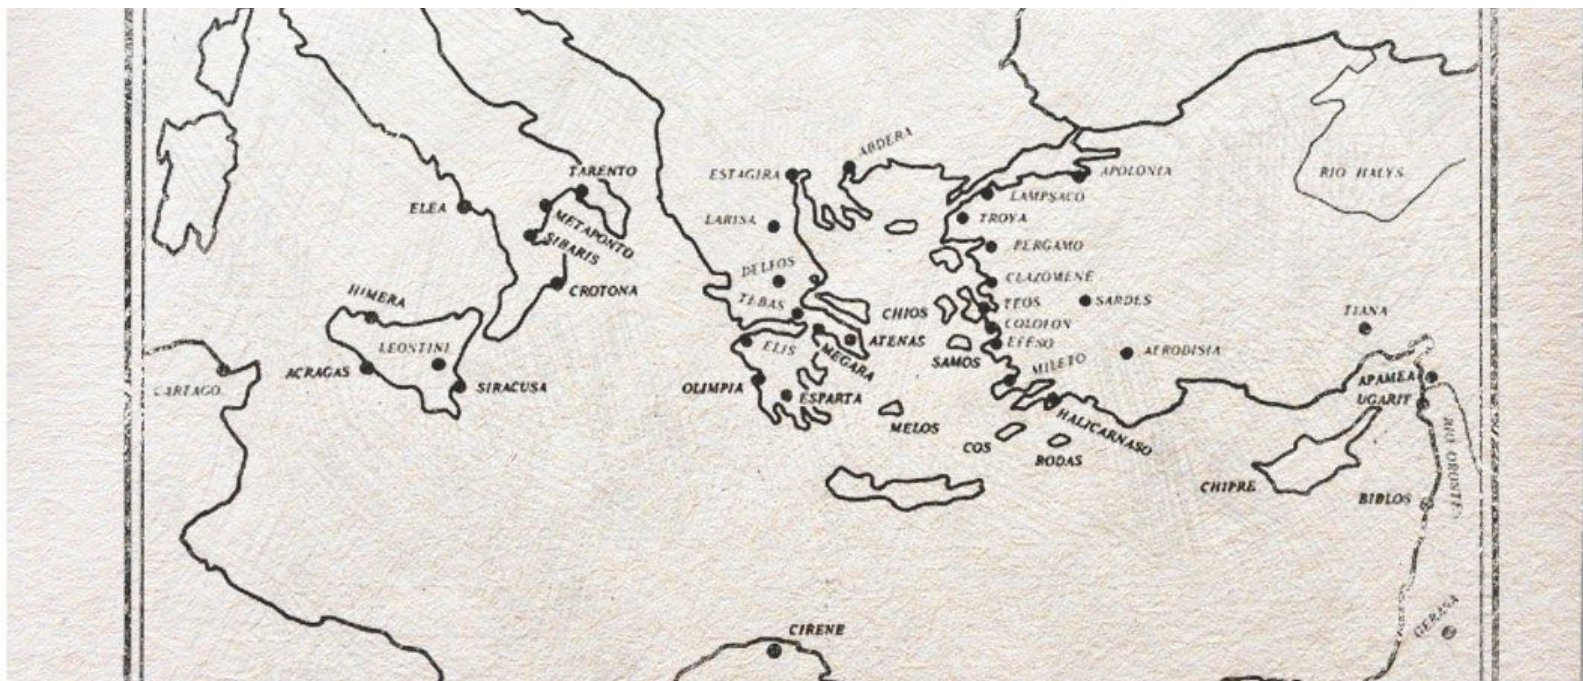 ABDERA
TARENTO
ESTAGIRA
APOLONIA
RIO HALYS
ELEA
METAPONTO
LAMPSACO
LARISA
TROYA
SIBARIS
PERGAMO
DELFOS
CLAZOMENE
CROTONA
HIMERA
TEBAS
CHIOS
TEOS
SARDES
TIANA
COLOFON
ELIS
ATENAS
EFESO
LEONTINI
MEGARA
SAMOS
AFRODISIA
MILETO
ACRAGAS
CARTAGO
SIRACUSA
OLIMPIA
ESPARTA
APAMEA
UGARIT
MELOS
HALICARNASO
COS
RODAS
RIO ORONTES
CHIPRE
BIBLOS
GERASA
CIRENE